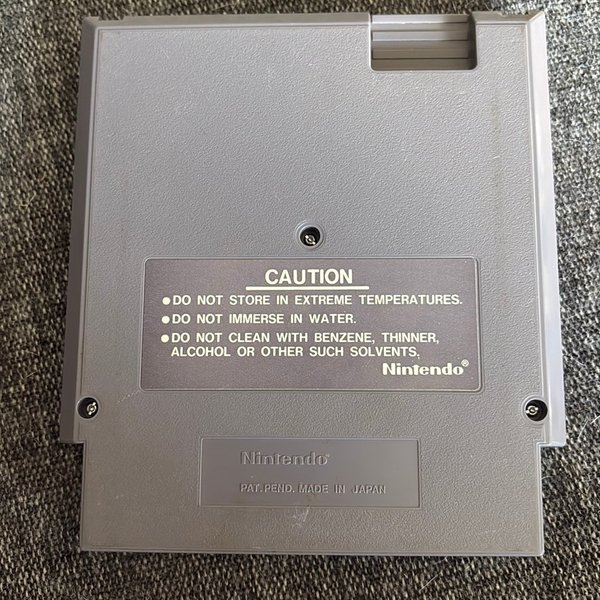 CAUTION
●DO NOT STORE IN EXTREME TEMPERATURES.
●DO NOT IMMERSE IN WATER.
●DO NOT CLEAN WITH BENZENE, THINNER,
ALCOHOL OR OTHER SUCH SOLVENTS.
Nintendo®
Nintendo®
PAT. PEND. MADE IN JAPAN